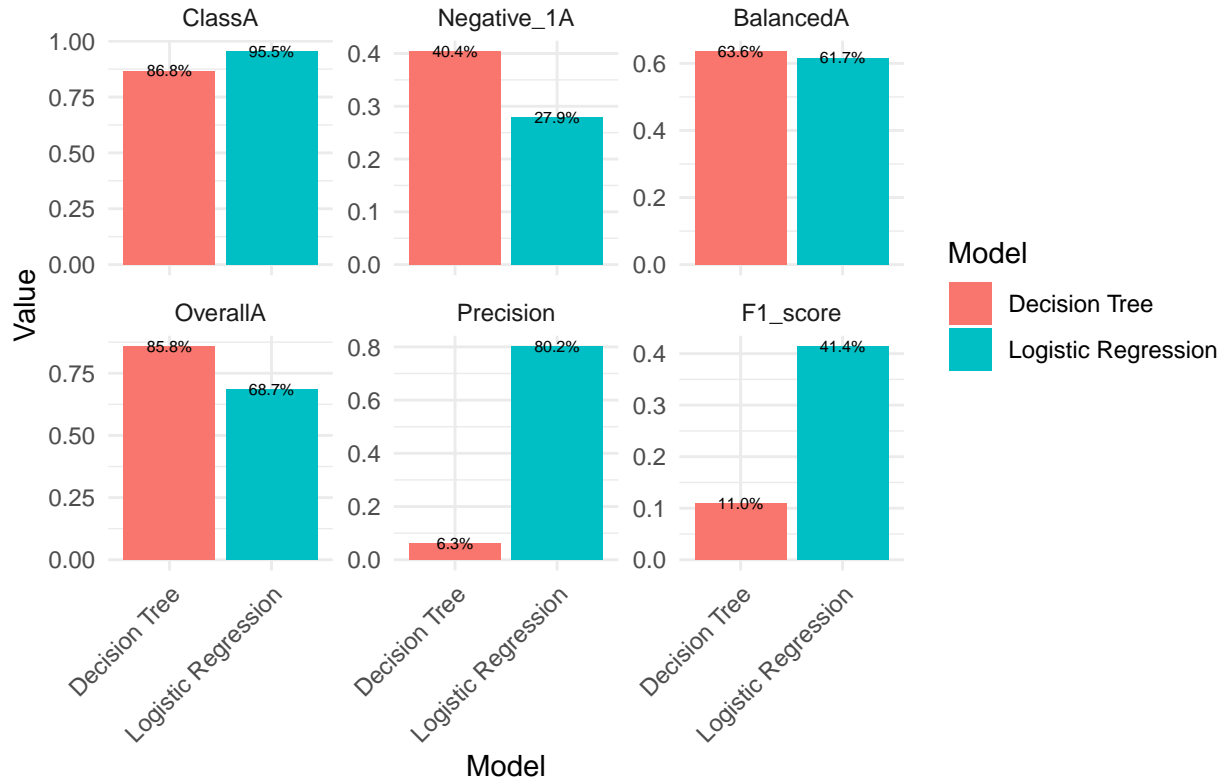 ClassA
Negative_1A
BalancedA
1.00
0.75
0.50
0.25
0.00
86.8%
95.5%
0.4
0.3
0.2
0.1
0.0
40.4%
27.9%
0.6
0.4
0.2
0.0
63.6%
61.7%
OverallA
Precision
F1_score
0.75
0.50
0.25
0.00
85.8%
68.7%
0.8
0.6
0.4
0.2
0.0
6.3%
80.2%
0.4
0.3
0.2
0.1
0.0
11.0%
41.4%
Decision Tree
Logistic Regression
Decision Tree
Logistic Regression
Decision Tree
Logistic Regression
Value
Model
Model
Decision Tree
Logistic Regression